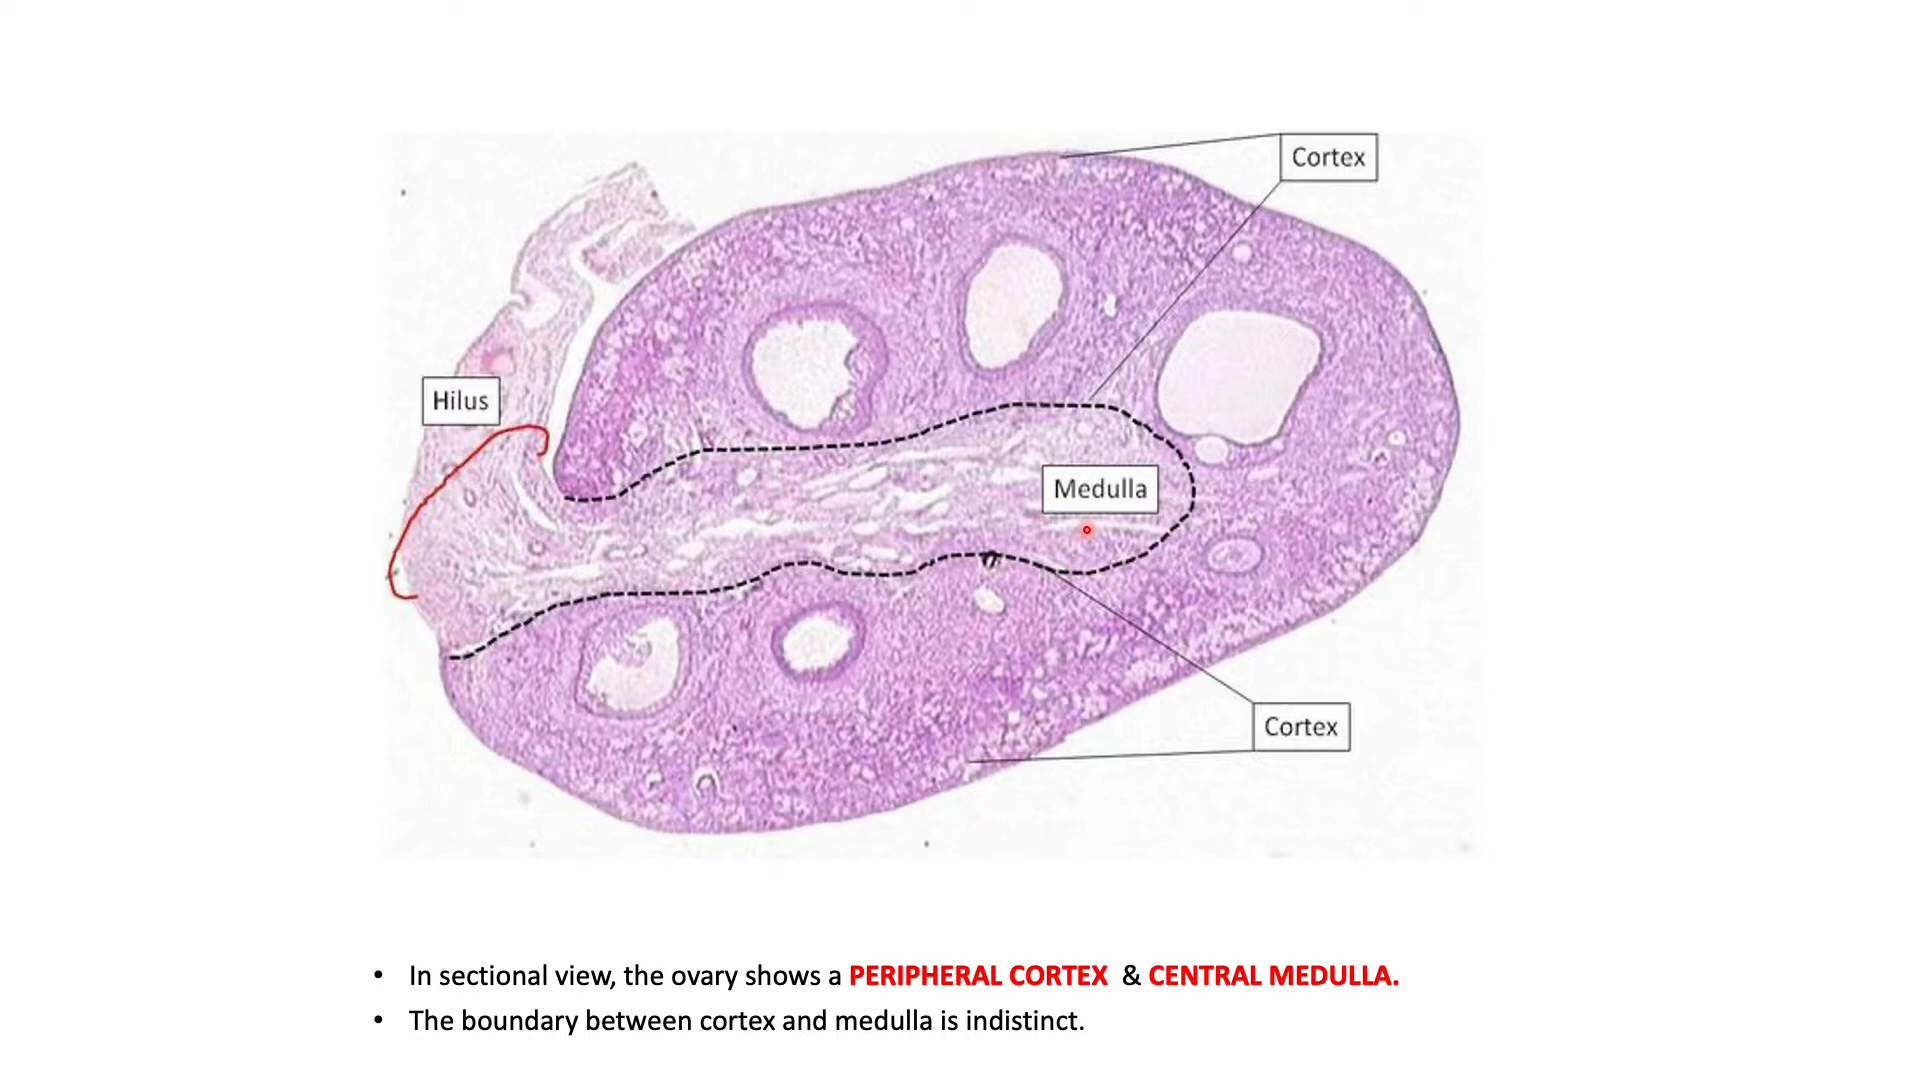 Cortex
Hilus
Medulla
Cortex
• In sectional view, the ovary shows a PERIPHERAL CORTEX & CENTRAL MEDULLA.
• The boundary between cortex and medulla is indistinct.